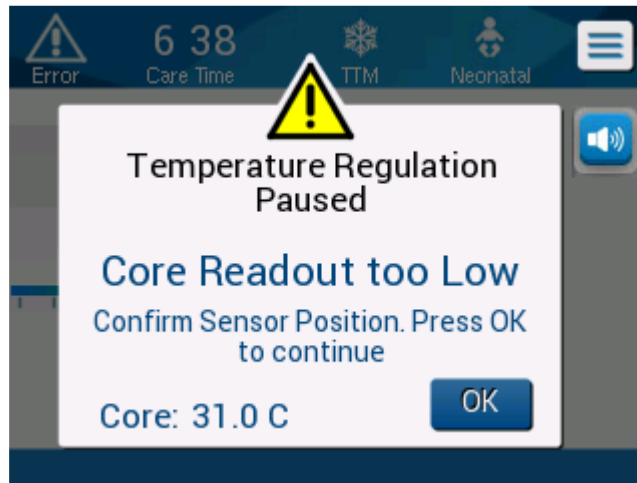 6 38
Error
Care Time
TTM
Neonatal
Temperature Regulation
Paused
Core Readout too Low
Confirm Sensor Position. Press OK
to continue
Core: 31.0 C
OK